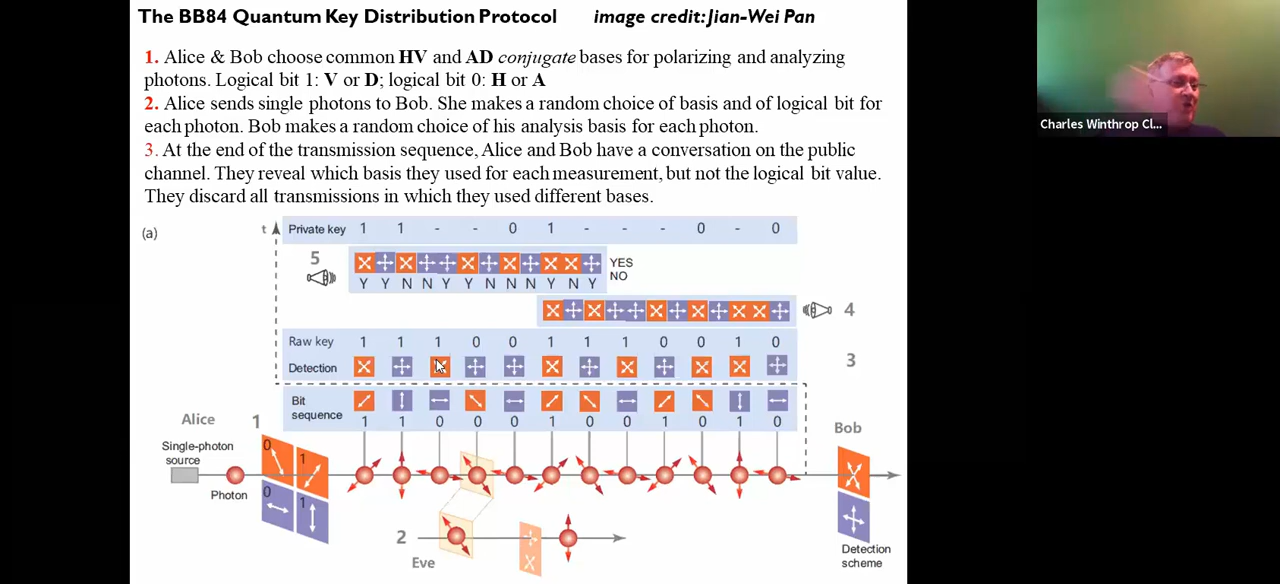 The BB84 Quantum Key Distribution Protocol image credit:Jian-Wei Pan
1. Alice & Bob choose common HV and AD conjugate bases for polarizing and analyzing
photons. Logical bit 1: V or D; logical bit 0: H or A
2. Alice sends single photons to Bob. She makes a random choice of basis and of logical bit for
each photon. Bob makes a random choice of his analysis basis for each photon.
3. At the end of the transmission sequence, Alice and Bob have a conversation on the public
channel. They reveal which basis they used for each measurement, but not the logical bit value.
They discard all transmissions in which they used different bases.
(a)
t Private key 1 1 - - 0 1 - - - 0 - 0
5
YES
NO
Y Y N N Y Y N N N Y N Y
4
Raw key 1 1 1 0 0 1 1 1 0 0 1 0
Detection
3
Bit
sequence
1 1 0 0 0 1 0 0 1 0 1 0
Alice 1
Bob
Single-photon
source
Photon
0 1
0 1
2
Eve
Detection
scheme
Charles Winthrop Cl...